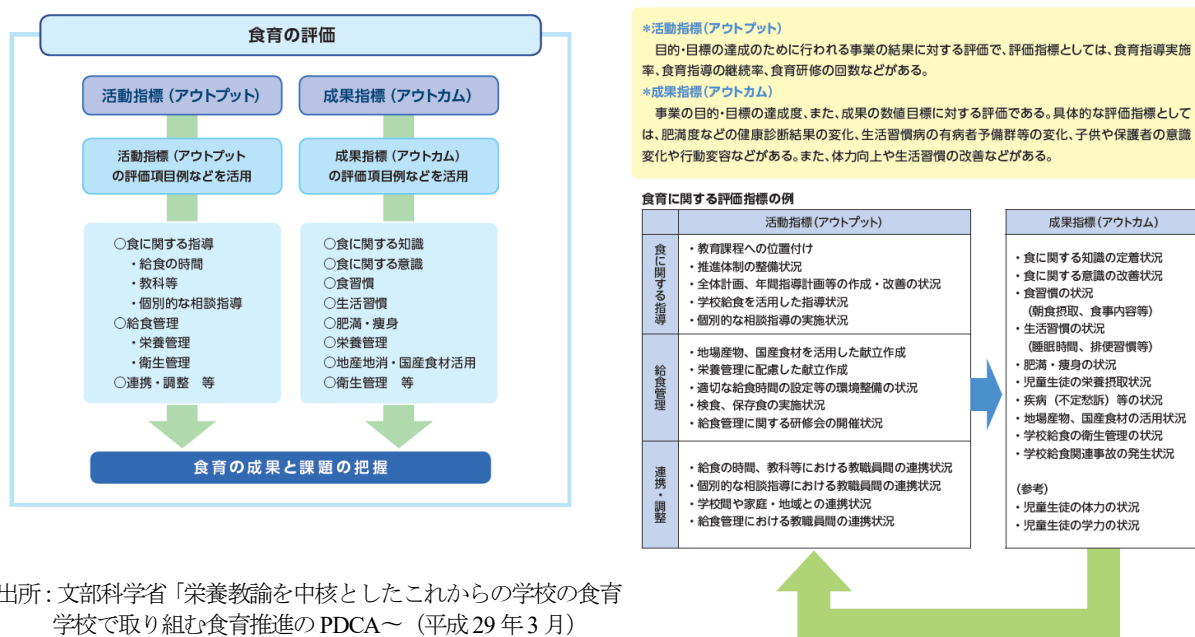 食育の評価
活動指標（アウトプット）
成果指標（アウトカム）
活動指標（アウトプット
の評価項目例などを活用
成果指標（アウトカム）
の評価項目例などを活用
○食に関する指導
・給食の時間
・教科等
・個別的な相談指導
○給食管理
・栄養管理
・衛生管理
○連携・調整　等
○食に関する知識
○食に関する意識
○食習慣
○生活習慣
○肥満・痩身
○栄養管理
○地産地消・国産食材活用
○衛生管理　等
食育の成果と課題の把握
出所：文部科学省「栄養教諭を中核としたこれからの学校の食育
学校で取り組む食育推進の PDCA～（平成 29 年 3 月）
＊活動指標（アウトプット）
目的・目標の達成のために行われる事業の結果に対する評価で、評価指標としては、食育指導実施
率、食育指導の継続率、食育研修の回数などがある。
＊成果指標（アウトカム）
事業の目的・目標の達成度、また、成果の数値目標に対する評価である。具体的な評価指標として
は、肥満度などの健康診断結果の変化、生活習慣病の有病者予備群等の変化、子供や保護者の意識
変化や行動変容などがある。また、体力向上や生活習慣の改善などがある。
食育に関する評価指標の例
活動指標（アウトプット）
食に関する指導
・教育課程への位置付け
・推進体制の整備状況
・全体計画、年間指導計画等の作成・改善の状況
・学校給食を活用した指導状況
・個別的な相談指導の実施状況
給食管理
・地場産物、国産食材を活用した献立作成
・栄養管理に配慮した献立作成
・適切な給食時間の設定等の環境整備の状況
・検食、保存食の実施状況
・給食管理に関する研修会の開催状況
連携・調整
・給食の時間、教科等における教職員間の連携状況
・個別的な相談指導における教職員間の連携状況
・学校間や家庭・地域との連携状況
・給食管理における教職員間の連携状況
成果指標（アウトカム）
・食に関する知識の定着状況
・食に関する意識の改善状況
・食習慣の状況
（朝食摂取、食事内容等）
・生活習慣の状況
（睡眠時間、排便習慣等）
・肥満・痩身の状況
・児童生徒の栄養摂取状況
・疾病（不定愁訴）等の状況
・地場産物、国産食材の活用状況
・学校給食の衛生管理の状況
・学校給食関連事故の発生状況
（参考）
・児童生徒の体力の状況
・児童生徒の学力の状況